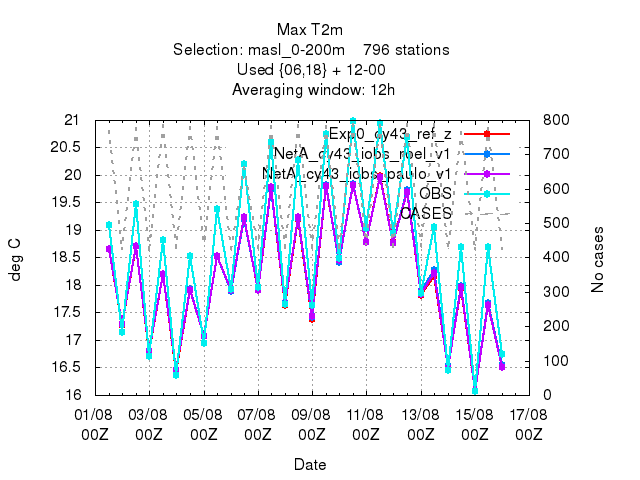 Max T2m
Selection: masl_0-200m 796 stations
Used {06,18} + 12-00
Averaging window: 12h
Exp0_cy43_ref_z
NetA_cy43_iobs_roel_v1
NetA_cy43_iobs_paulo_v1
OBS
CASES
deg C
21
20.5
20
19.5
19
18.5
18
17.5
17
16.5
16
No cases
800
700
600
500
400
300
200
100
0
01/08 03/08 05/08 07/08 09/08 11/08 13/08 15/08 17/08
00Z 00Z 00Z 00Z 00Z 00Z 00Z 00Z 00Z
Date